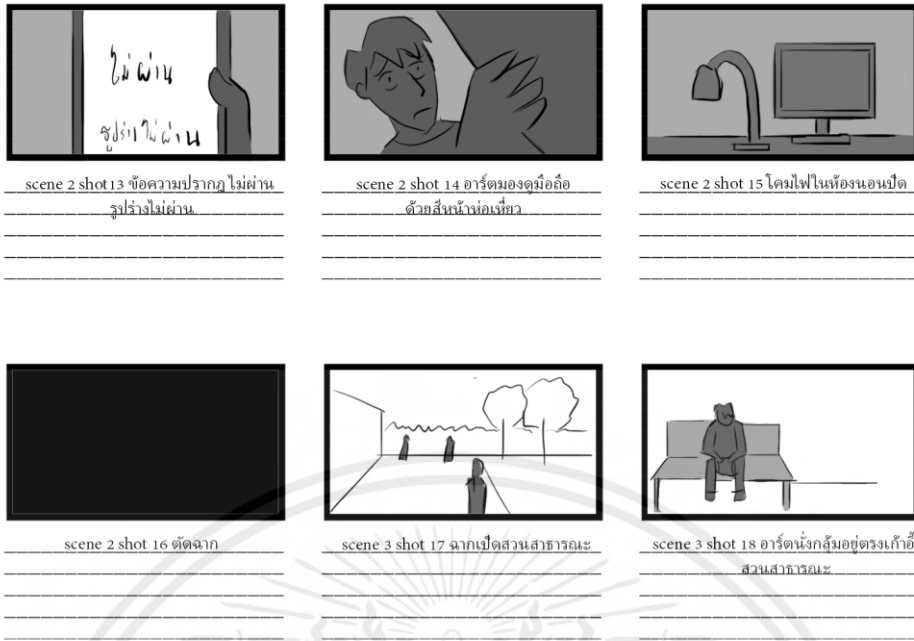 ไม่ผ่าน
รูปร่างไม่ผ่าน
scene 2 shot13 ข้อความปรากฎ ไม่ผ่าน
รูปร่างไม่ผ่าน
scene 2 shot 14 อาร์ตมองดูมือถือ
ด้วยสีหน้าห่อเหี่ยว
scene 2 shot 15 โคมไฟในห้องนอนปิด
scene 2 shot 16 ตัดฉาก
scene 3 shot 17 ฉากเปิดสวนสาธารณะ
scene 3 shot 18 อาร์ตนั่งกลุ้มอยู่ตรงเก้าอี้
สวนสาธารณะ